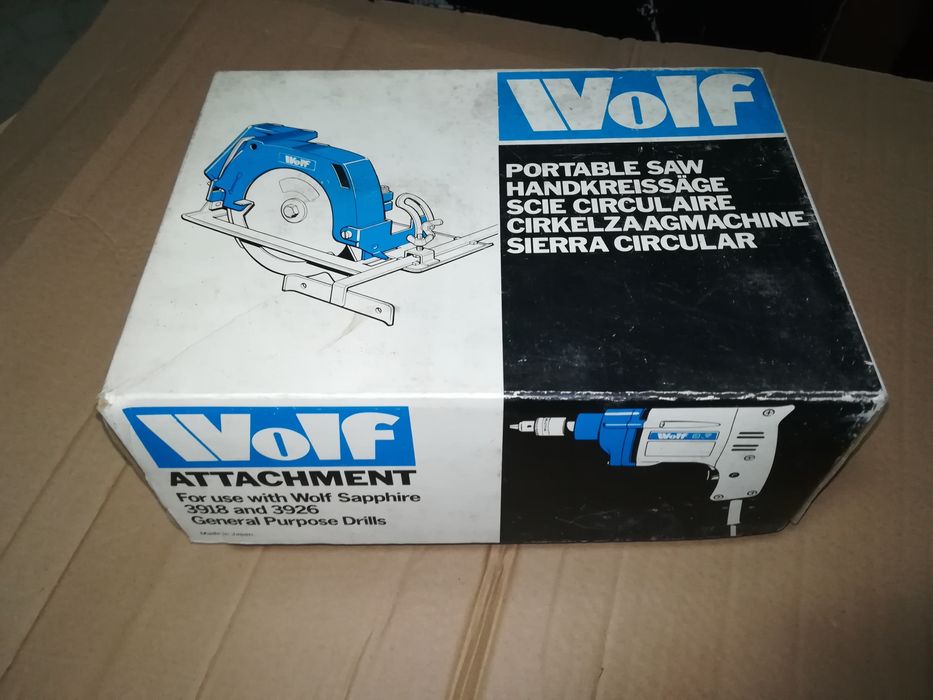 Wolf
PORTABLE SAW
HANDKREISSÄGE
SCIE CIRCULAIRE
CIRKELZAAGMACHINE
SIERRA CIRCULAR
Wolf
Wolf
ATTACHMENT
For use with Wolf Sapphire
3918 and 3926
General Purpose Drills
Made in Japan
Wolf